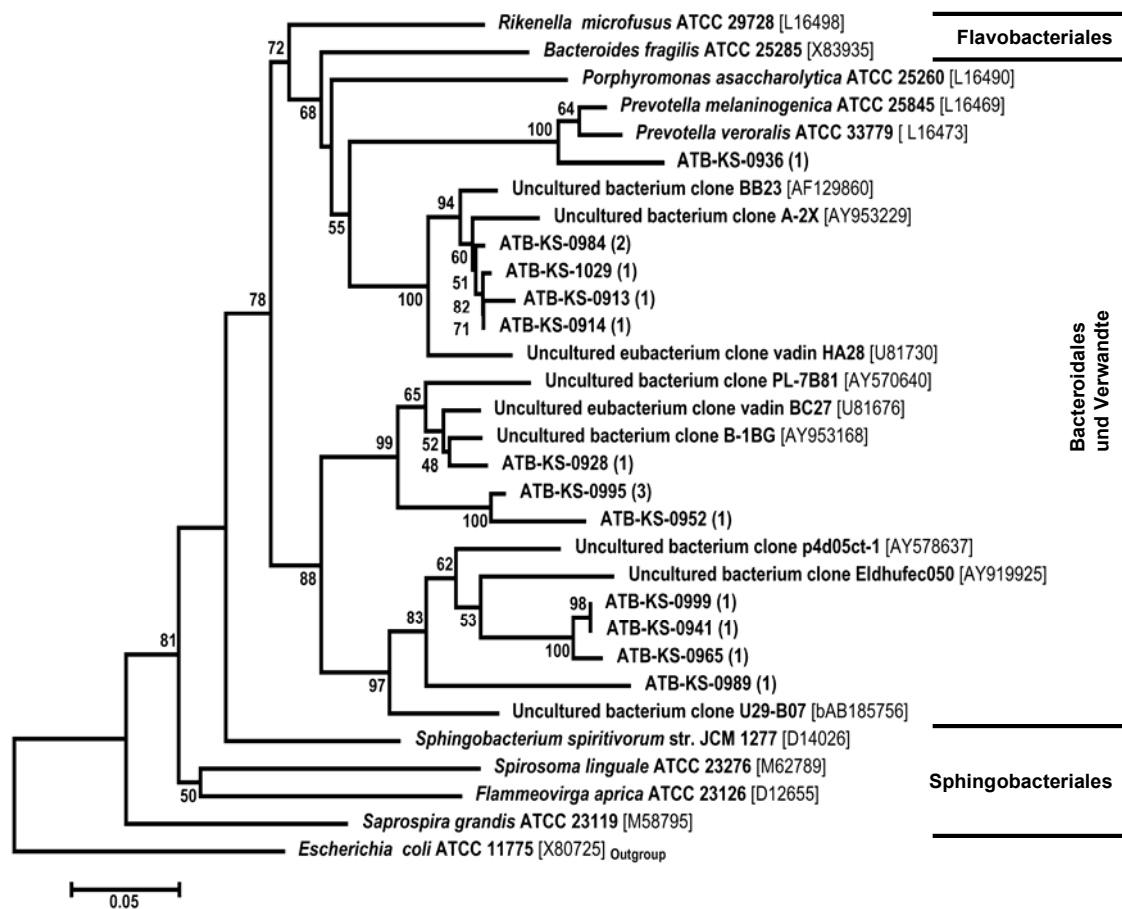 Rikenella microfusus ATCC 29728 [L16498]
Flavobacteriales
72
Bacteroides fragilis ATCC 25285 [X83935]
Porphyromonas asaccharolytica ATCC 25260 [L16490]
68
Prevotella melaninogenica ATCC 25845 [L16469]
64
100
Prevotella veroralis ATCC 33779 [ L16473]
ATB-KS-0936 (1)
Uncultured bacterium clone BB23 [AF129860]
94
55
Uncultured bacterium clone A-2X [AY953229]
ATB-KS-0984 (2)
60
ATB-KS-1029 (1)
51
78
100
ATB-KS-0913 (1)
82
ATB-KS-0914 (1)
71
Uncultured eubacterium clone vadin HA28 [U81730]
Bacteroidales
und Verwandte
Uncultured bacterium clone PL-7B81 [AY570640]
65
Uncultured eubacterium clone vadin BC27 [U81676]
99
52
Uncultured bacterium clone B-1BG [AY953168]
48
ATB-KS-0928 (1)
ATB-KS-0995 (3)
100
ATB-KS-0952 (1)
Uncultured bacterium clone p4d05ct-1 [AY578637]
88
62
Uncultured bacterium clone Eldhufec050 [AY919925]
98
ATB-KS-0999 (1)
83
53
ATB-KS-0941 (1)
81
100
ATB-KS-0965 (1)
97
ATB-KS-0989 (1)
Uncultured bacterium clone U29-B07 [bAB185756]
Sphingobacterium spiritivorum str. JCM 1277 [D14026]
Spirosoma linguale ATCC 23276 [M62789]
Sphingobacteriales
50
Flammeovirga aprica ATCC 23126 [D12655]
Saprospira grandis ATCC 23119 [M58795]
Escherichia coli ATCC 11775 [X80725] Outgroup
0.05